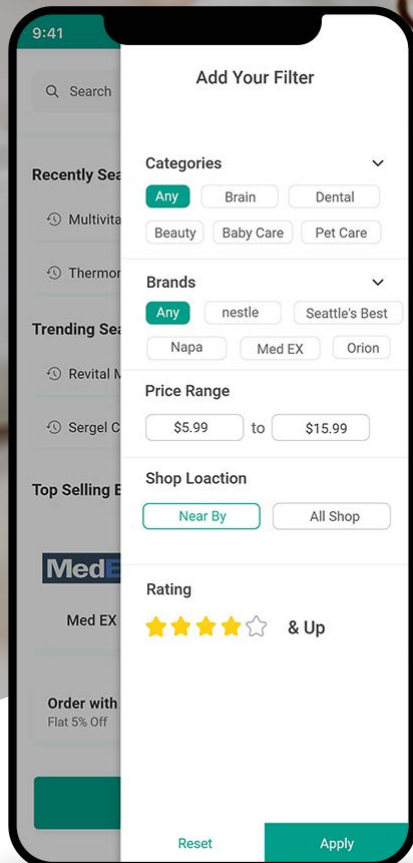 9:41
Search
Recently Sea
Multivita
Thermor
Trending Sea
Revital M
Sergel C
Top Selling B
MedE
Med EX
Order with
Flat 5% Off
Add Your Filter
Categories
Any Brain Dental
Beauty Baby Care Pet Care
Brands
Any nestle Seattle's Best
Napa Med EX Orion
Price Range
$5.99 to $15.99
Shop Loaction
Near By All Shop
Rating
& Up
Reset Apply